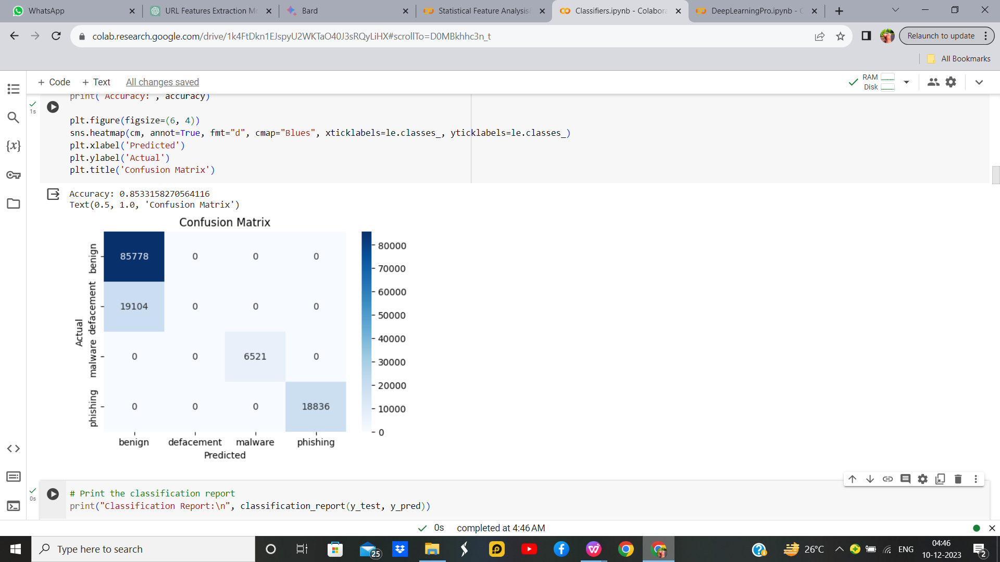 WhatsApp
URL Features Extraction Mo
Bard
Statistical Feature Analysis
Classifiers.ipynb - Colabora
DeepLearningPro.ipynb - C
colab.research.google.com/drive/1k4FtDkn1EJspyU2WKTaO40J3sRQyLiHX#scrollTo=D0MBkhhc3n_t
Relaunch to update
All Bookmarks
+ Code + Text All changes saved
RAM
Disk
1s
print("Accuracy:", accuracy)
plt.figure(figsize=(6, 4))
sns.heatmap(cm, annot=True, fmt="d", cmap="Blues", xticklabels=le.classes_, yticklabels=le.classes_)
plt.xlabel('Predicted')
plt.ylabel('Actual')
plt.title('Confusion Matrix')
{x}
Accuracy: 0.8533158270564116
Text(0.5, 1.0, 'Confusion Matrix')
Confusion Matrix
Actual
benign 85778 0 0 0
defacement 19104 0 0 0
malware 0 0 6521 0
phishing 0 0 0 18836
benign defacement malware phishing
Predicted
80000
70000
60000
50000
40000
30000
20000
10000
0
0s
# Print the classification report
print("Classification Report:\n", classification_report(y_test, y_pred))
0s completed at 4:46 AM
Type here to search
25
26°C
ENG
04:46
10-12-2023
2